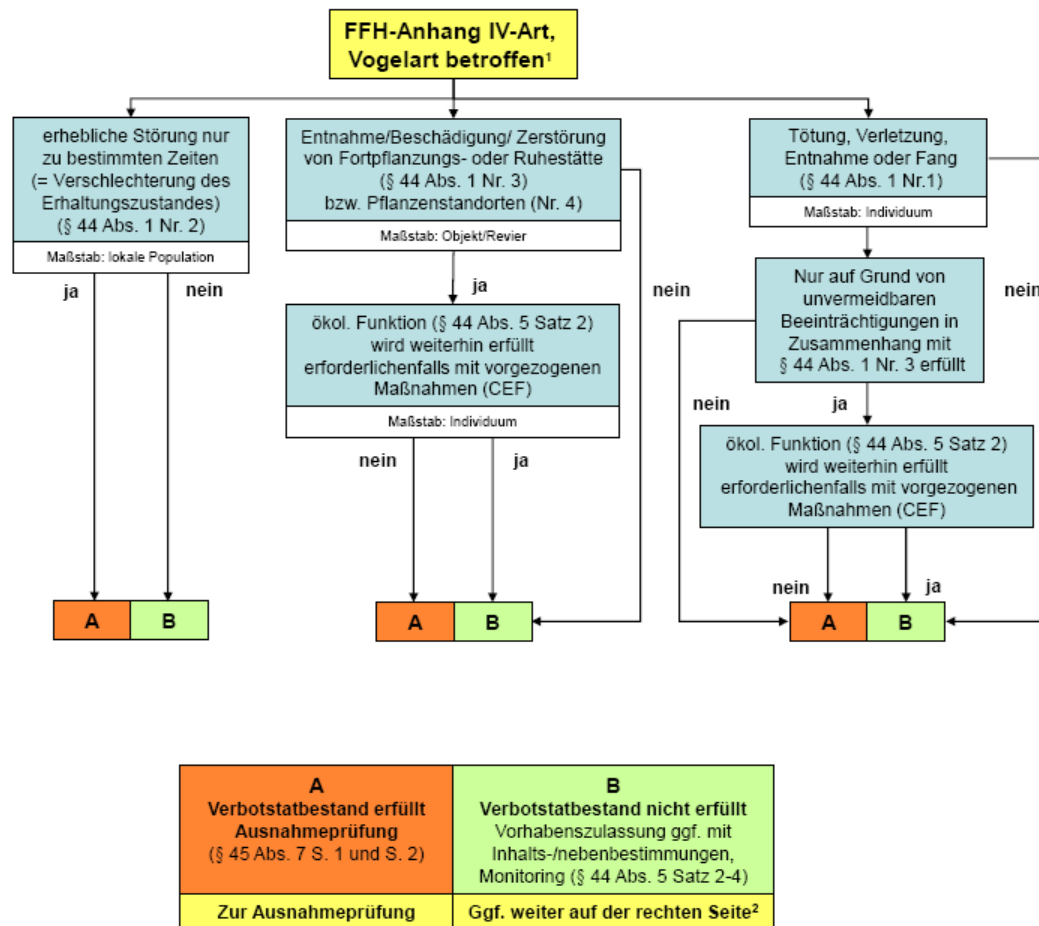 FFH-Anhang IV-Art,
Vogelart betroffen¹
erhebliche Störung nur
zu bestimmten Zeiten
(= Verschlechterung des
Erhaltungszustandes)
(§ 44 Abs. 1 Nr. 2)
Maßstab: lokale Population
ja
nein
A
B
Entnahme/Beschädigung/ Zerstörung
von Fortpflanzungs- oder Ruhestätte
(§ 44 Abs. 1 Nr. 3)
bzw. Pflanzenstandorten (Nr. 4)
Maßstab: Objekt/Revier
ja
nein
ökol. Funktion (§ 44 Abs. 5 Satz 2)
wird weiterhin erfüllt
erforderlichenfalls mit vorgezogenen
Maßnahmen (CEF)
Maßstab: Individuum
nein
ja
A
B
Tötung, Verletzung,
Entnahme oder Fang
(§ 44 Abs. 1 Nr.1)
Maßstab: Individuum
nein
Nur auf Grund von
unvermeidbaren
Beeinträchtigungen in
Zusammenhang mit
§ 44 Abs. 1 Nr. 3 erfüllt
nein
ja
ökol. Funktion (§ 44 Abs. 5 Satz 2)
wird weiterhin erfüllt
erforderlichenfalls mit vorgezogenen
Maßnahmen (CEF)
nein
ja
A
B
A
Verbotstatbestand erfüllt
Ausnahmeprüfung
(§ 45 Abs. 7 S. 1 und S. 2)
Zur Ausnahmeprüfung
B
Verbotstatbestand nicht erfüllt
Vorhabenszulassung ggf. mit
Inhalts-/nebenbestimmungen,
Monitoring (§ 44 Abs. 5 Satz 2-4)
Ggf. weiter auf der rechten Seite²